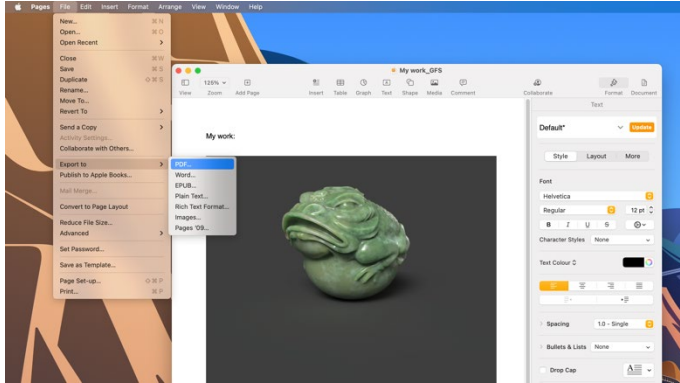 Pages File Edit Insert Format Arrange View Window Help
New... ⌘ N
Open... ⌘ O
Open Recent >
Close ⌘ W
Save ⌘ S
Duplicate ⇧ ⌘ S
Rename...
Move To...
Revert To >
Send a Copy >
Activity Settings...
Collaborate with Others...
Export to >
Publish to Apple Books...
Mail Merge...
Convert to Page Layout
Reduce File Size...
Advanced >
Set Password...
Save as Template...
Page Set-up... ⇧ ⌘ P
Print... ⌘ P
PDF...
Word...
EPUB...
Plain Text...
Rich Text Format...
Images...
Pages '09...
My work_GFS
125%
View Zoom Add Page Insert Table Graph Text Shape Media Comment Collaborate Format Document
My work:
Text
Default* Update
Style Layout More
Font
Helvetica
Regular 12 pt
B I U S
Character Styles None
Text Colour
Spacing 1.0 - Single
Bullets & Lists None
Drop Cap A